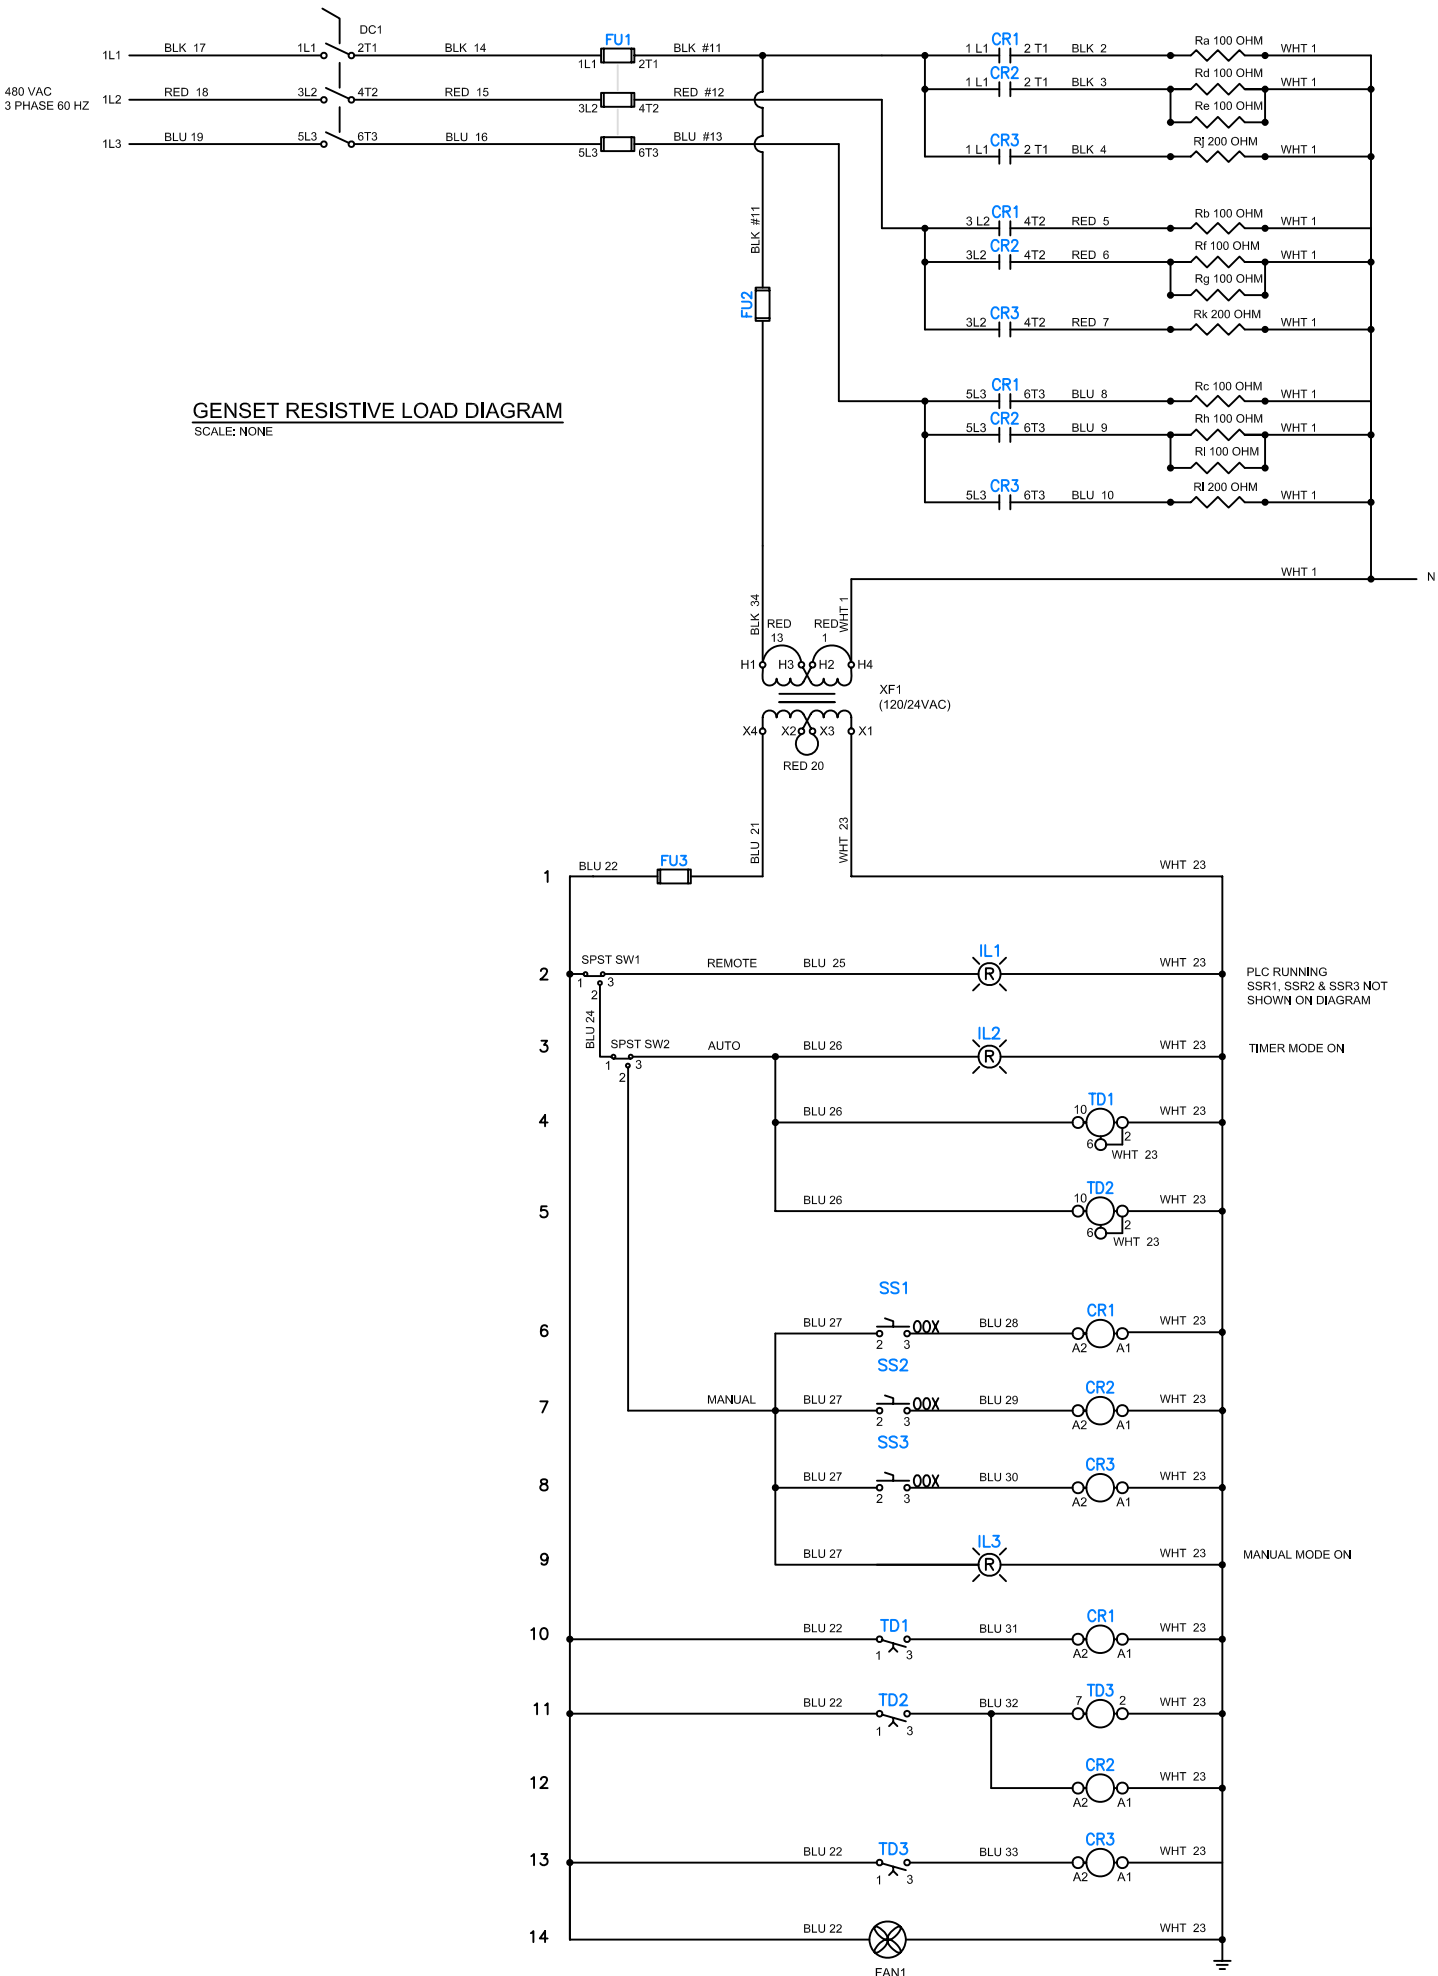 DC1
1L1 BLK 17 1L1 2T1 BLK 14 FU1 1L1 2T1 BLK #11
480 VAC
3 PHASE 60 HZ
1L2 RED 18 3L2 4T2 RED 15 3L2 4T2 RED #12
1L3 BLU 19 5L3 6T3 BLU 16 5L3 6T3 BLU #13
1 L1 CR1 2 T1 BLK 2 Ra 100 OHM WHT 1
1 L1 CR2 2 T1 BLK 3 Rd 100 OHM WHT 1
Re 100 OHM
1 L1 CR3 2 T1 BLK 4 Rj 200 OHM WHT 1
3 L2 CR1 4T2 RED 5 Rb 100 OHM WHT 1
3L2 CR2 4T2 RED 6 Rf 100 OHM WHT 1
Rg 100 OHM
3L2 CR3 4T2 RED 7 Rk 200 OHM WHT 1
5L3 CR1 6T3 BLU 8 Rc 100 OHM WHT 1
5L3 CR2 6T3 BLU 9 Rh 100 OHM WHT 1
RI 100 OHM
5L3 CR3 6T3 BLU 10 RI 200 OHM WHT 1
BLK #11
FU2
GENSET RESISTIVE LOAD DIAGRAM
SCALE: NONE
WHT 1 N
BLK 34
RED
13
RED
1
WHT 1
H1 H3 H2 H4
XF1
(120/24VAC)
X4 X2 X3 X1
RED 20
BLU 21
WHT 23
1 BLU 22 FU3 WHT 23
2 SPST SW1 1 3 2 REMOTE BLU 25 IL1 R WHT 23
PLC RUNNING
SSR1, SSR2 & SSR3 NOT
SHOWN ON DIAGRAM
BLU 24
3 SPST SW2 1 3 2 AUTO BLU 26 IL2 R WHT 23 TIMER MODE ON
4 BLU 26 TD1 10 2 6 WHT 23
WHT 23
5 BLU 26 TD2 10 2 6 WHT 23
WHT 23
SS1
6 BLU 27 2 3 OOX BLU 28 CR1 A2 A1 WHT 23
SS2
7 MANUAL BLU 27 2 3 OOX BLU 29 CR2 A2 A1 WHT 23
SS3
8 BLU 27 2 3 OOX BLU 30 CR3 A2 A1 WHT 23
9 BLU 27 IL3 R WHT 23 MANUAL MODE ON
10 BLU 22 TD1 1 3 BLU 31 CR1 A2 A1 WHT 23
11 BLU 22 TD2 1 3 BLU 32 TD3 7 2 WHT 23
12 CR2 A2 A1 WHT 23
13 BLU 22 TD3 1 3 BLU 33 CR3 A2 A1 WHT 23
14 BLU 22 WHT 23
FAN1